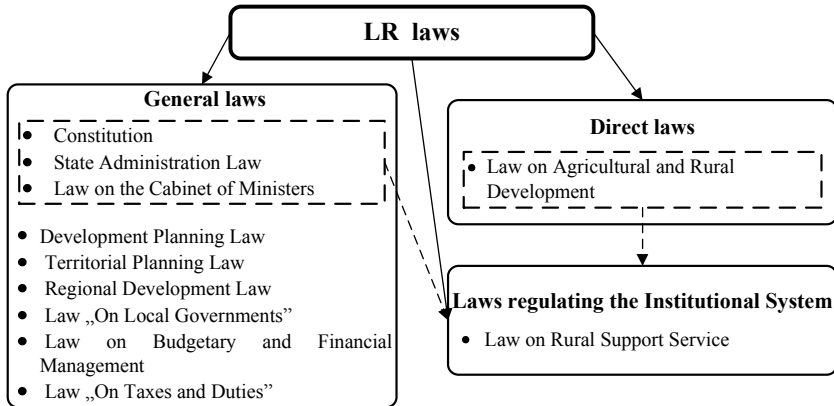 LR laws
General laws
• Constitution
• State Administration Law
• Law on the Cabinet of Ministers
• Development Planning Law
• Territorial Planning Law
• Regional Development Law
• Law „On Local Governments”
• Law on Budgetary and Financial
Management
• Law „On Taxes and Duties”
Direct laws
• Law on Agricultural and Rural
Development
Laws regulating the Institutional System
• Law on Rural Support Service